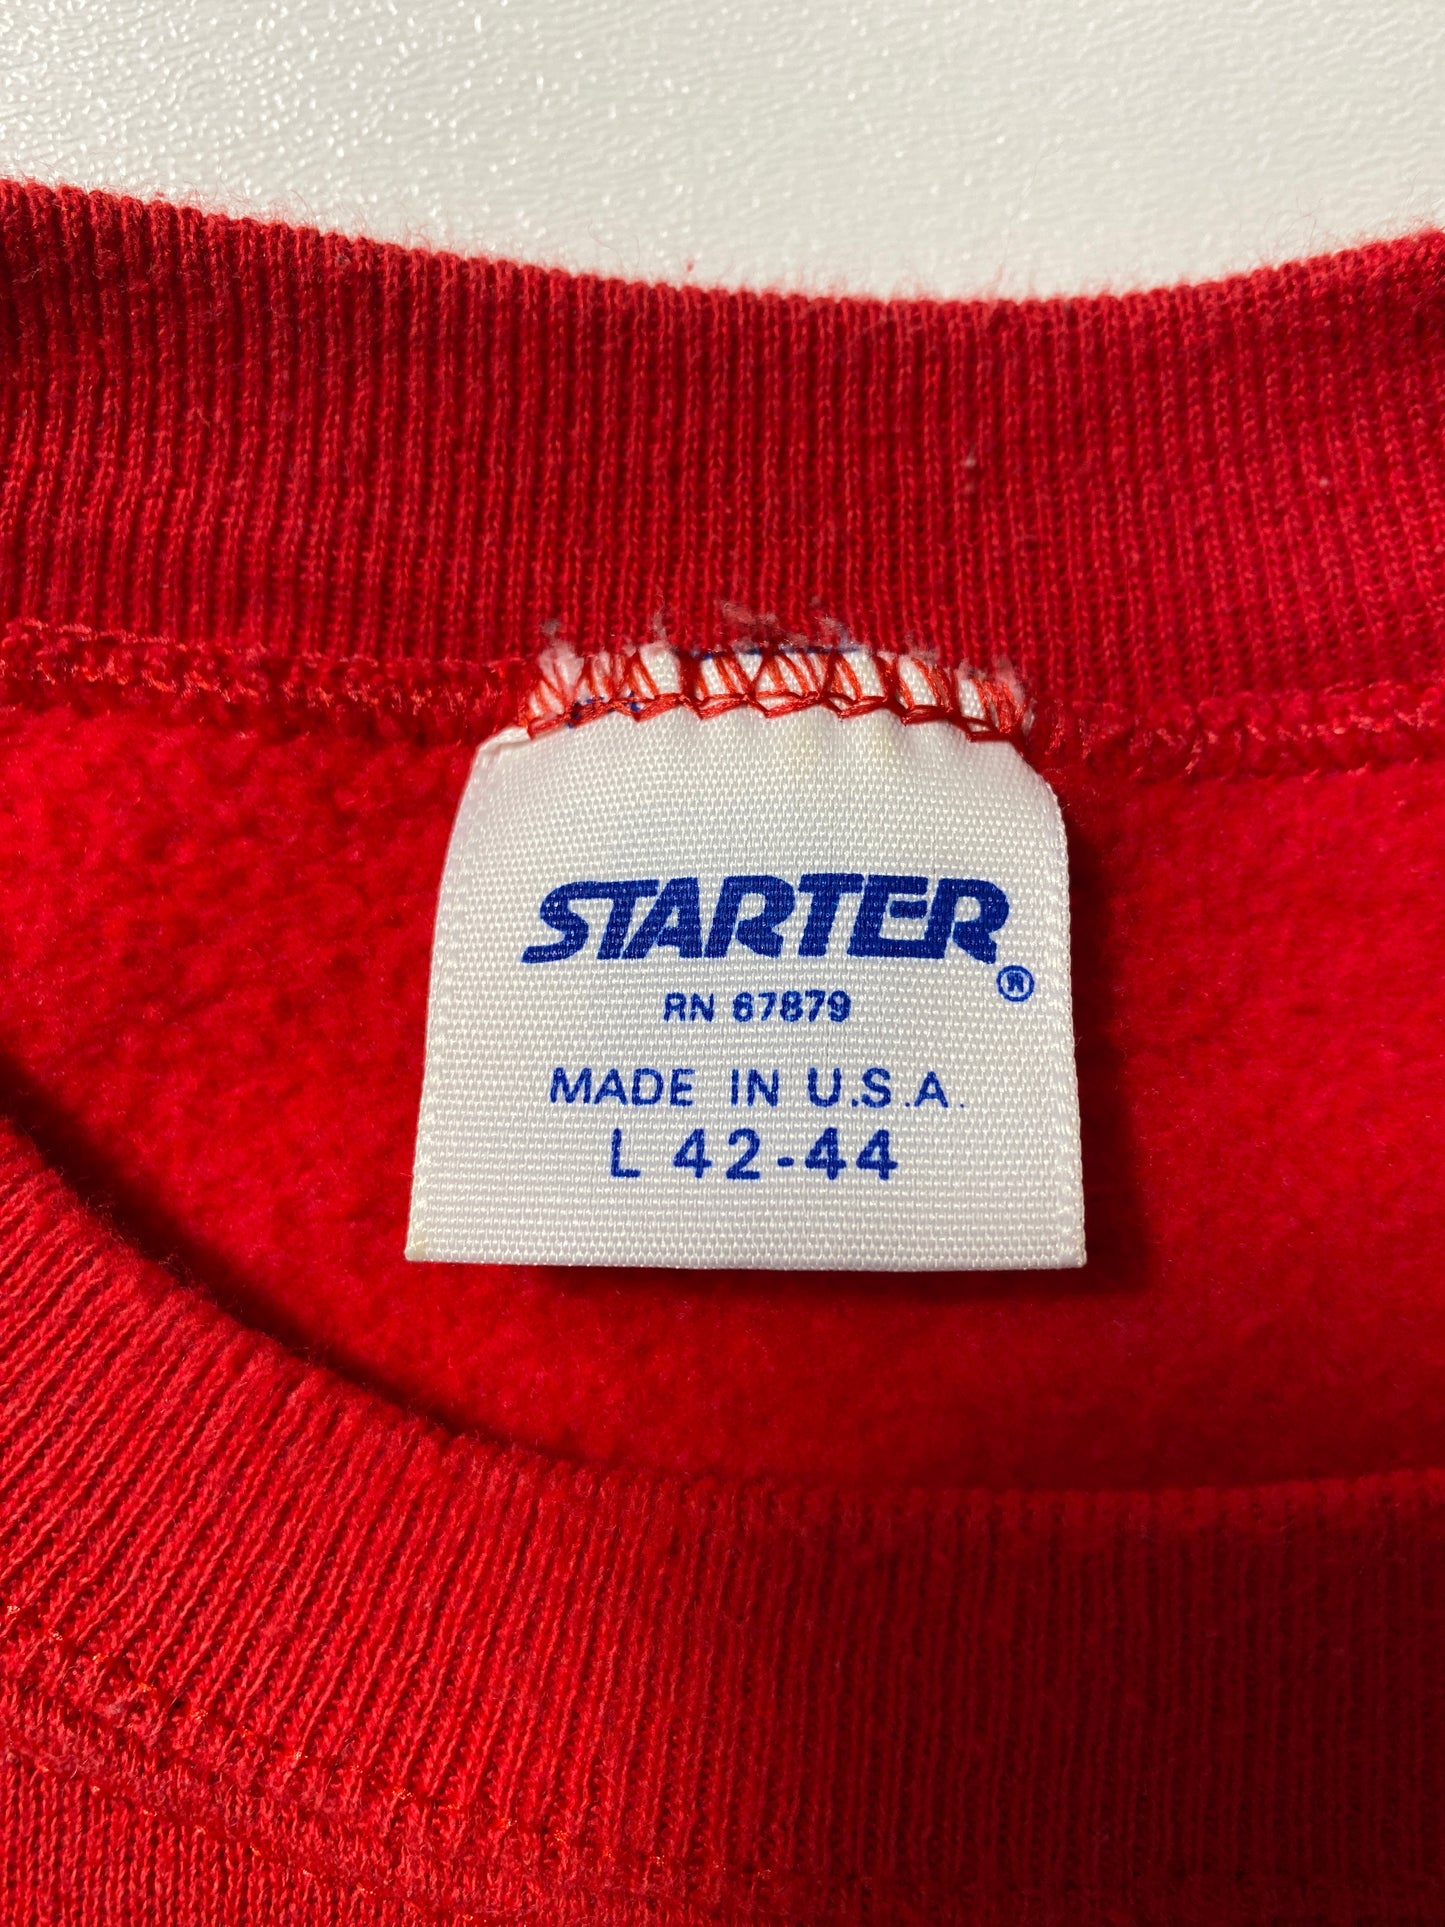 STARTER®
RN 67879
MADE IN U.S.A.
L 42-44